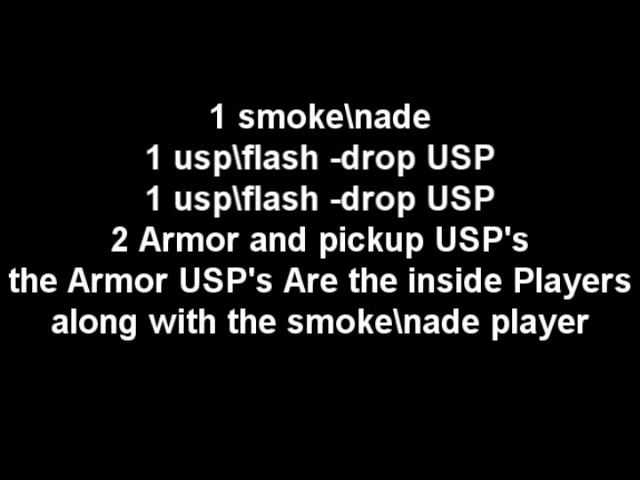 1 smoke\nade
1 usp\flash -drop USP
1 usp\flash -drop USP
2 Armor and pickup USP's
the Armor USP's Are the inside Players
along with the smoke\nade player